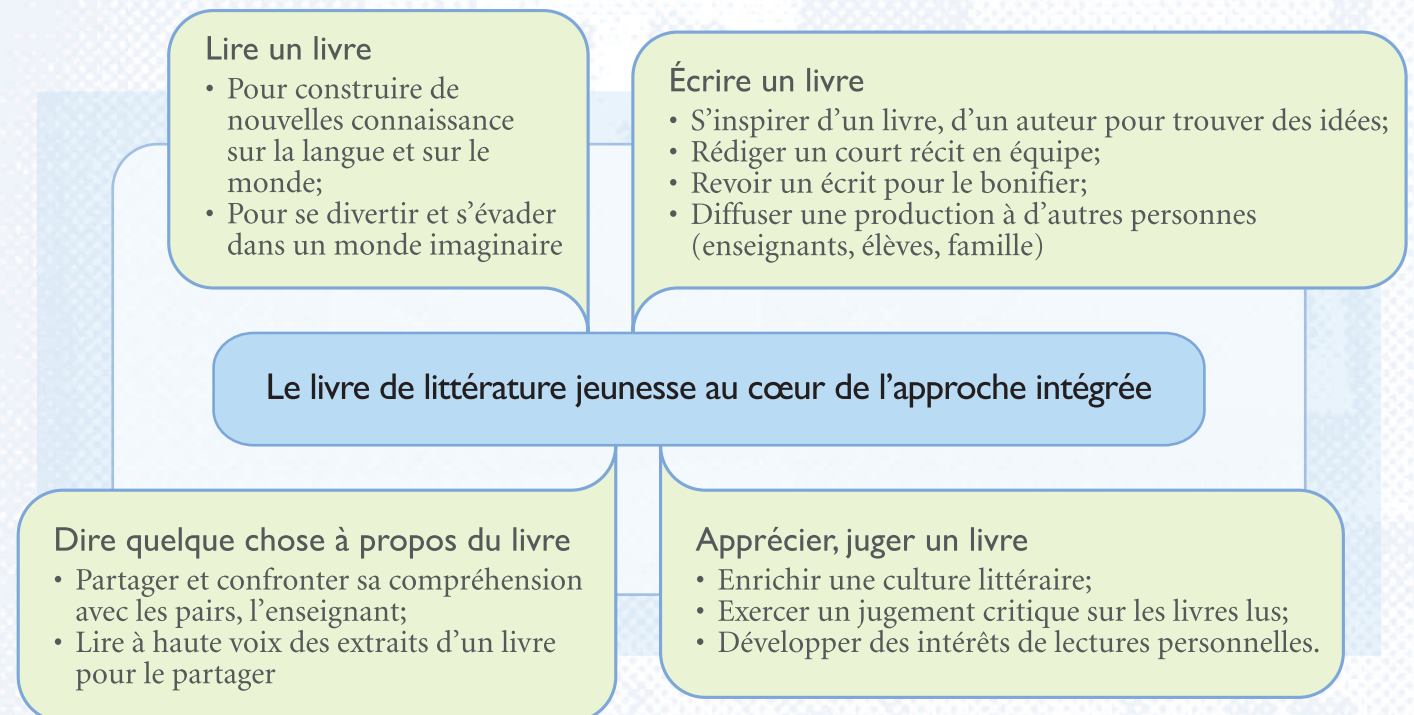 Lire un livre
• Pour construire de
nouvelles connaissance
sur la langue et sur le
monde;
• Pour se divertir et s’évader
dans un monde imaginaire
Écrire un livre
• S’inspirer d’un livre, d’un auteur pour trouver des idées;
• Rédiger un court récit en équipe;
• Revoir un écrit pour le bonifier;
• Diffuser une production à d’autres personnes
(enseignants, élèves, famille)
Le livre de littérature jeunesse au cœur de l’approche intégrée
Dire quelque chose à propos du livre
• Partager et confronter sa compréhension
avec les pairs, l’enseignant;
• Lire à haute voix des extraits d’un livre
pour le partager
Apprécier, juger un livre
• Enrichir une culture littéraire;
• Exercer un jugement critique sur les livres lus;
• Développer des intérêts de lectures personnelles.